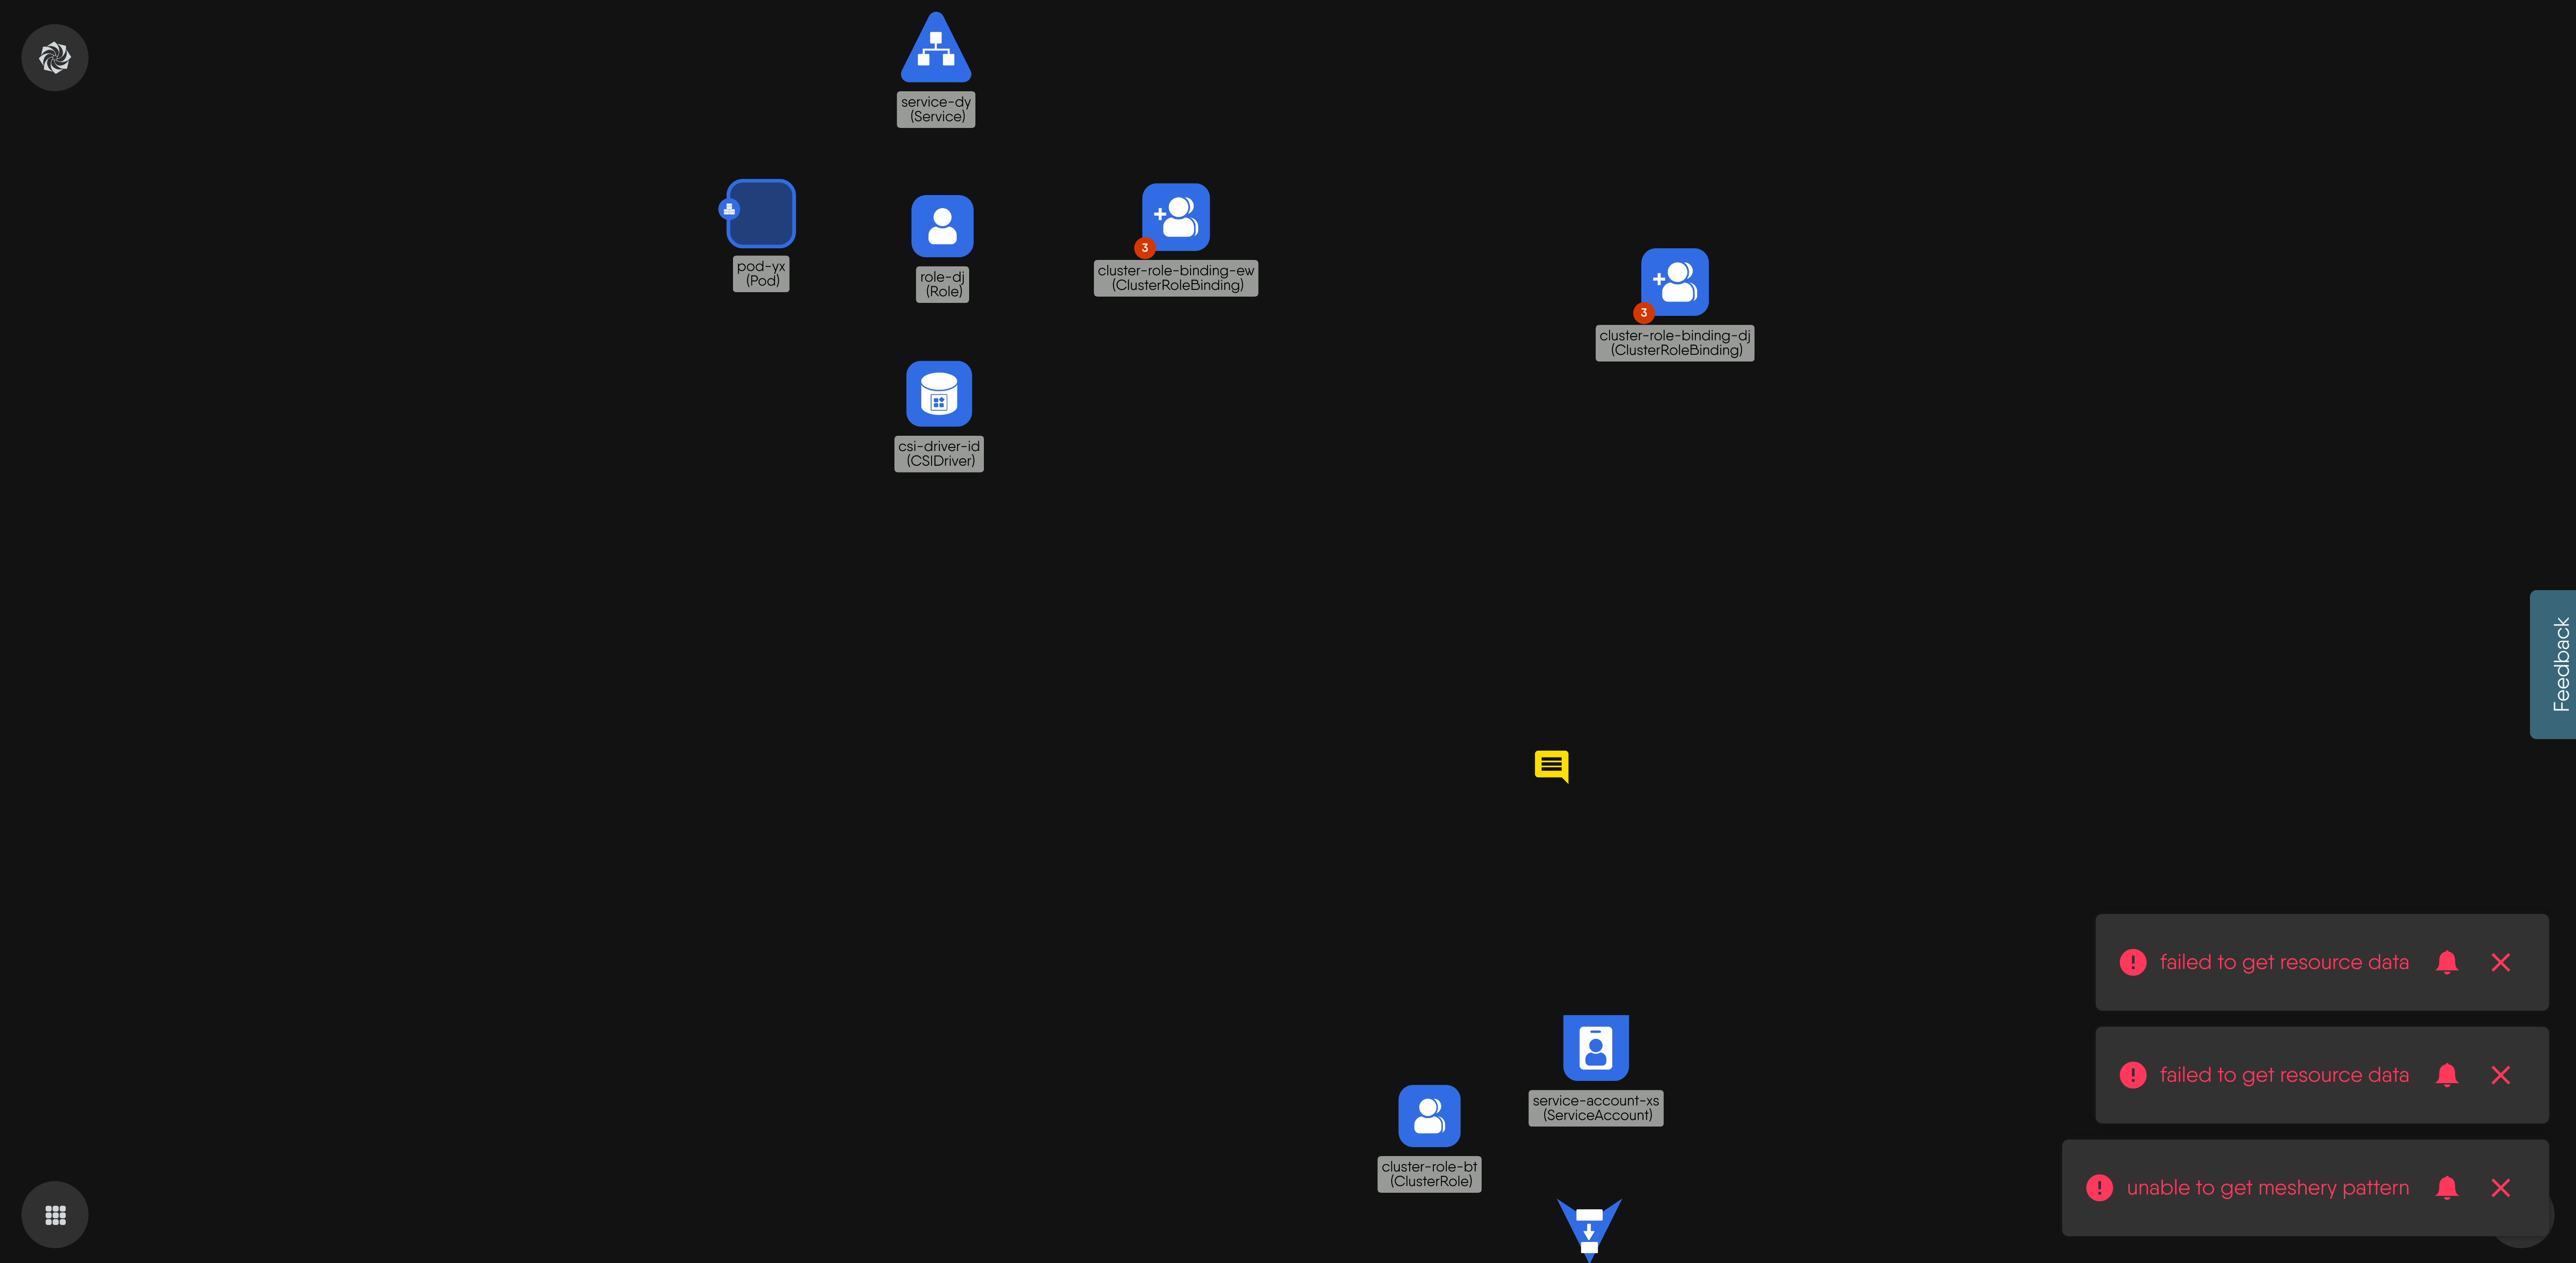 service-dy
(Service)
pod-yx
(Pod)
role-dj
(Role)
3
cluster-role-binding-ew
(ClusterRoleBinding)
3
cluster-role-binding-dj
(ClusterRoleBinding)
csi-driver-id
(CSIDriver)
Feedback
failed to get resource data
failed to get resource data
service-account-xs
(ServiceAccount)
cluster-role-bt
(ClusterRole)
unable to get meshery pattern